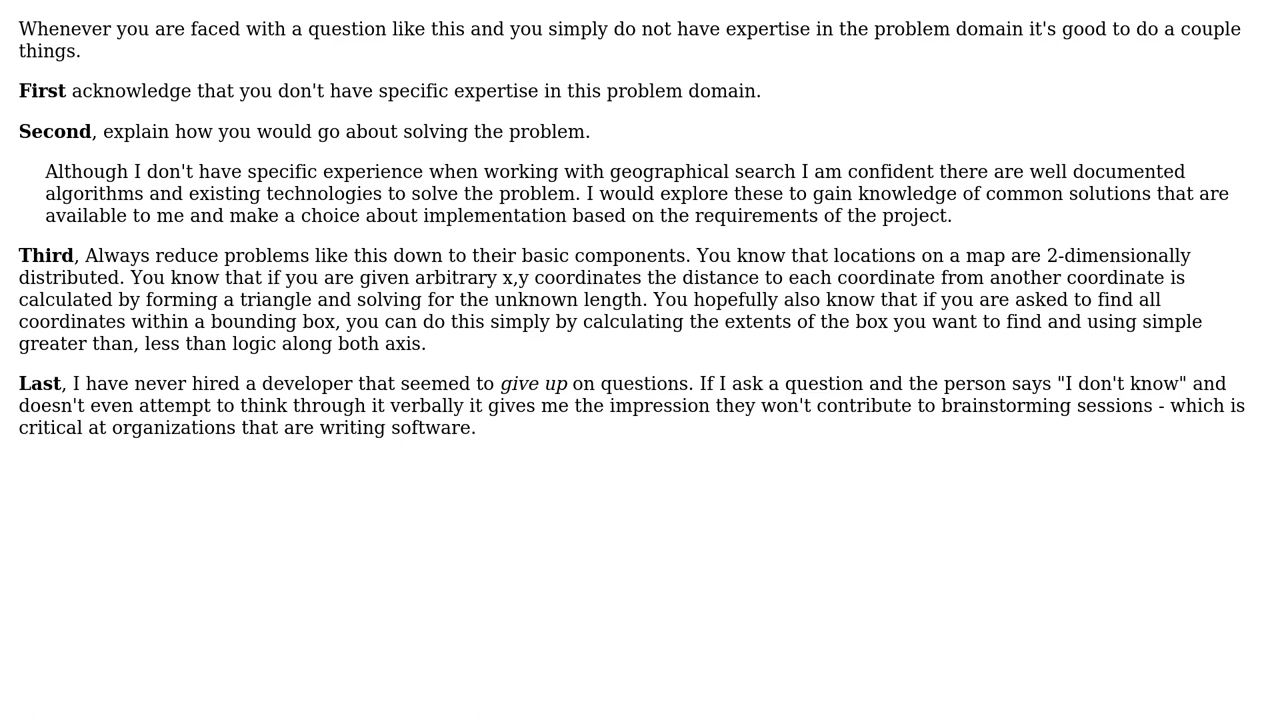 Whenever you are faced with a question like this and you simply do not have expertise in the problem domain it's good to do a couple
things.
First acknowledge that you don't have specific expertise in this problem domain.
Second, explain how you would go about solving the problem.
Although I don't have specific experience when working with geographical search I am confident there are well documented
algorithms and existing technologies to solve the problem. I would explore these to gain knowledge of common solutions that are
available to me and make a choice about implementation based on the requirements of the project.
Third, Always reduce problems like this down to their basic components. You know that locations on a map are 2-dimensionally
distributed. You know that if you are given arbitrary x,y coordinates the distance to each coordinate from another coordinate is
calculated by forming a triangle and solving for the unknown length. You hopefully also know that if you are asked to find all
coordinates within a bounding box, you can do this simply by calculating the extents of the box you want to find and using simple
greater than, less than logic along both axis.
Last, I have never hired a developer that seemed to give up on questions. If I ask a question and the person says "I don't know" and
doesn't even attempt to think through it verbally it gives me the impression they won't contribute to brainstorming sessions - which is
critical at organizations that are writing software.